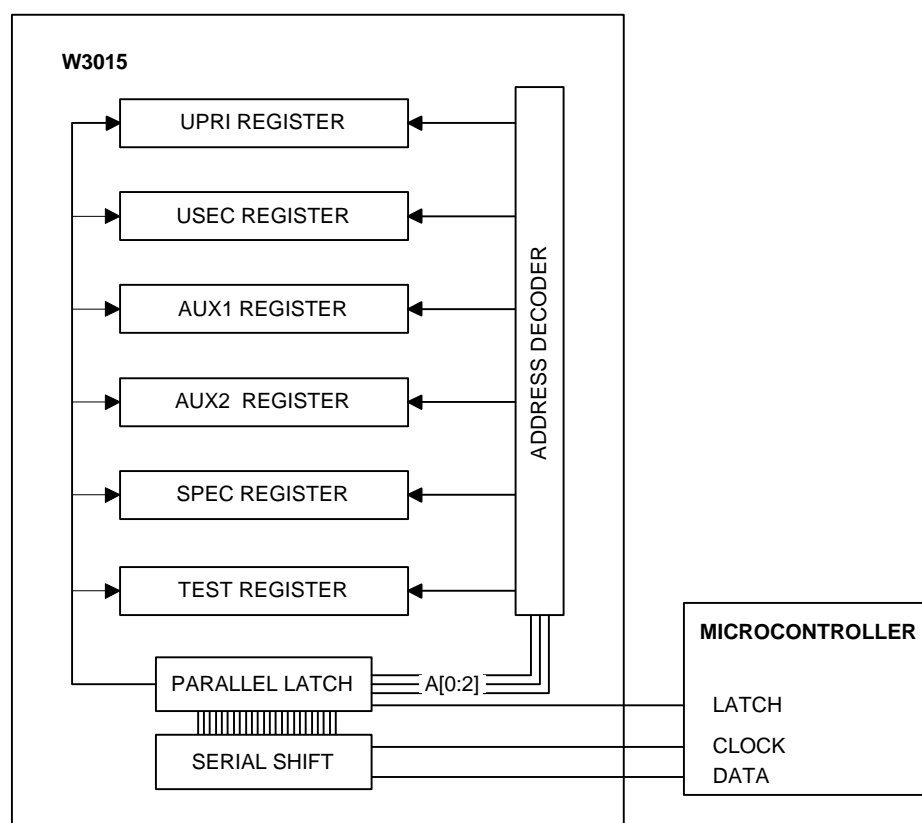 W3015
UPRI REGISTER
USEC REGISTER
AUX1 REGISTER
AUX2 REGISTER
SPEC REGISTER
TEST REGISTER
ADDRESS DECODER
PARALLEL LATCH
A[0:2]
SERIAL SHIFT
MICROCONTROLLER
LATCH
CLOCK
DATA